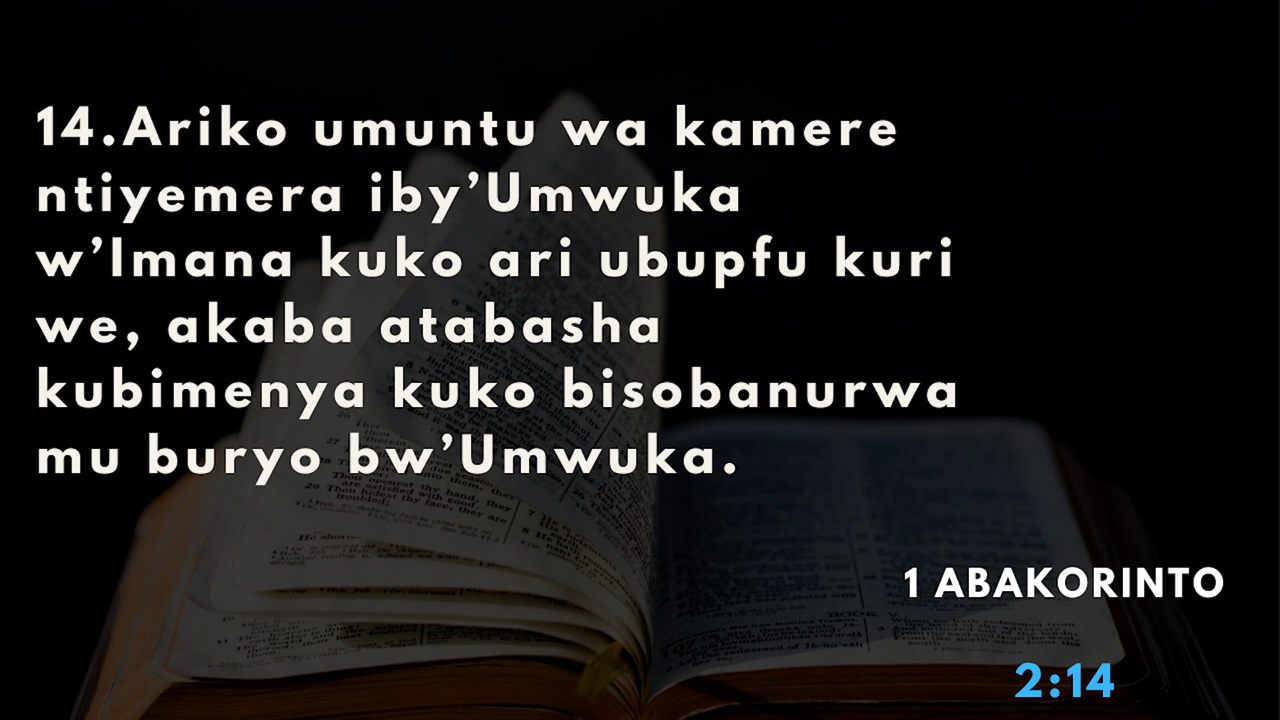 14.Ariko umuntu wa kamere
ntiyemera iby’Umwuka
w’Imana kuko ari ubupfu kuri
we, akaba atabasha
kubimenya kuko bisobanurwa
mu buryo bw’Umwuka.
1 ABAKORINTO
2:14